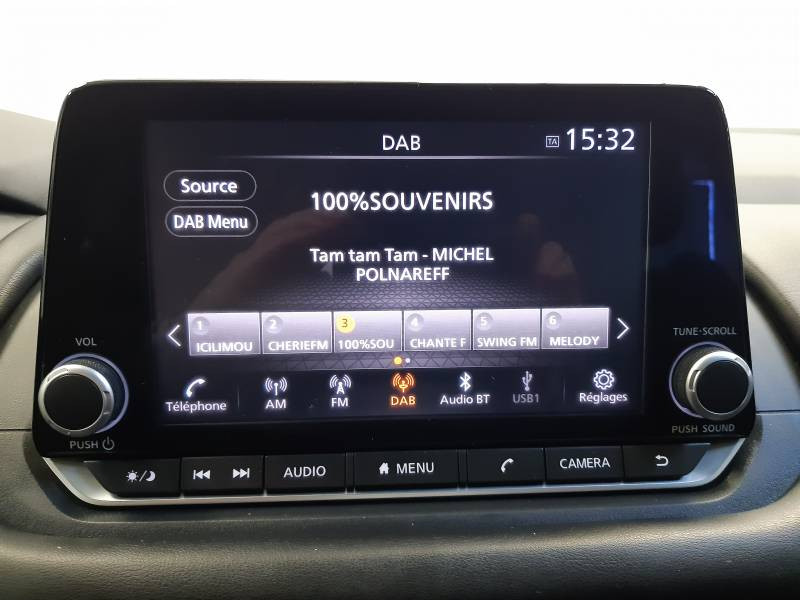 DAB
TA 15:32
Source
DAB Menu
100%SOUVENIRS
Tam tam Tam - MICHEL
POLNAREFF
1 2 3 4 5 6
ICILIMOU CHERIEFM 100%SOU CHANTE F SWING FM MELODY
Téléphone AM FM DAB Audio BT USB1 Réglages
VOL
PUSH
TUNE·SCROLL
PUSH SOUND
AUDIO MENU CAMERA